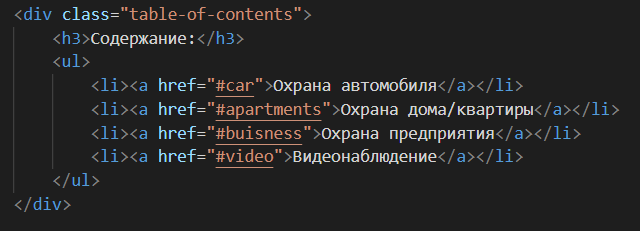 <div class="table-of-contents">
<h3>Содержание:</h3>
<ul>
<li><a href="#car">Охрана автомобиля</a></li>
<li><a href="#apartments">Охрана дома/квартиры</a></li>
<li><a href="#buisness">Охрана предприятия</a></li>
<li><a href="#video">Видеонаблюдение</a></li>
</ul>
</div>